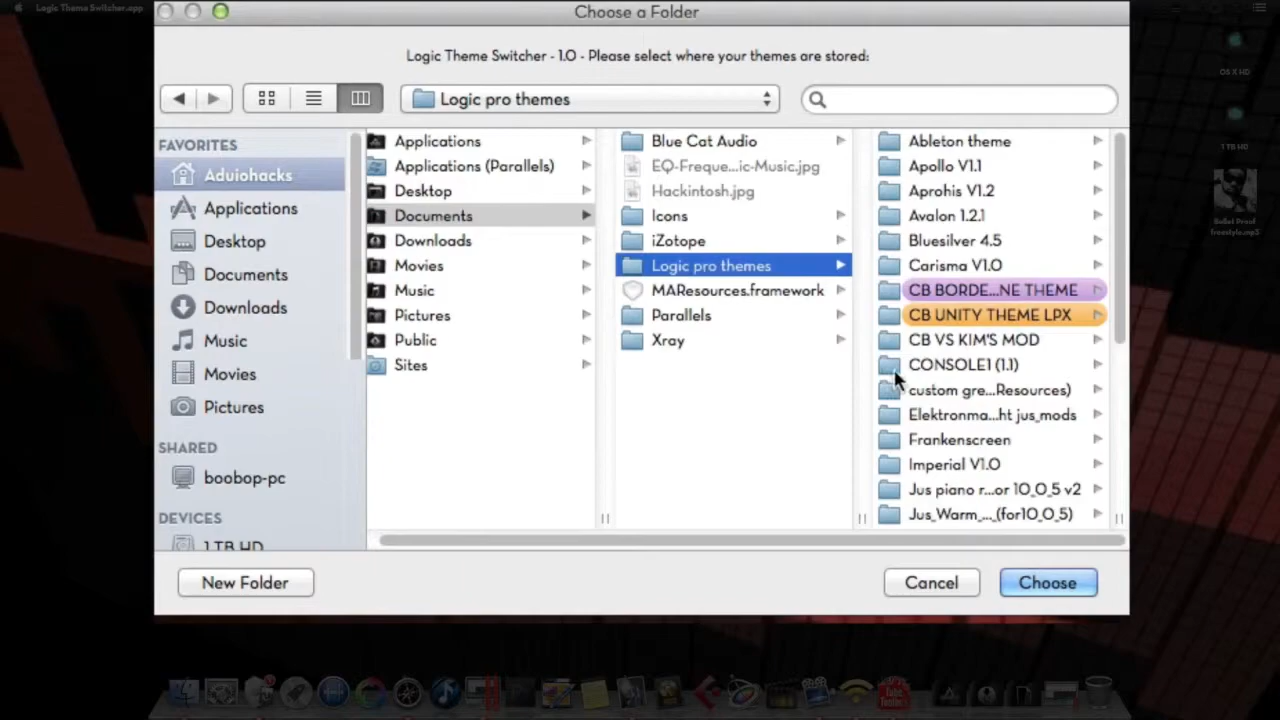 Logic Theme Switcher.app
Choose a Folder
Logic Theme Switcher - 1.0 - Please select where your themes are stored:
Logic pro themes
FAVORITES
Aduiohacks
Applications
Desktop
Documents
Downloads
Music
Movies
Pictures
SHARED
boobop-pc
DEVICES
1 TB HD
Applications
Applications (Parallels)
Desktop
Documents
Downloads
Movies
Music
Pictures
Public
Sites
Blue Cat Audio
EQ-Freque...ic-Music.jpg
Hackintosh.jpg
Icons
iZotope
Logic pro themes
MAResources.framework
Parallels
Xray
Ableton theme
Apollo V1.1
Aprohis V1.2
Avalon 1.2.1
Bluesilver 4.5
Carisma V1.0
CB BORDE...NE THEME
CB UNITY THEME LPX
CB VS KIM'S MOD
CONSOLE1 (1.1)
custom gre...Resources)
Elektronma...ht jus_mods
Frankenscreen
Imperial V1.0
Jus piano r...or 10_0_5 v2
Jus_Warm_..._(for10_0_5)
New Folder
Cancel
Choose
OS X HD
1 TB HD
Bullet Proof
freestyle.mp3